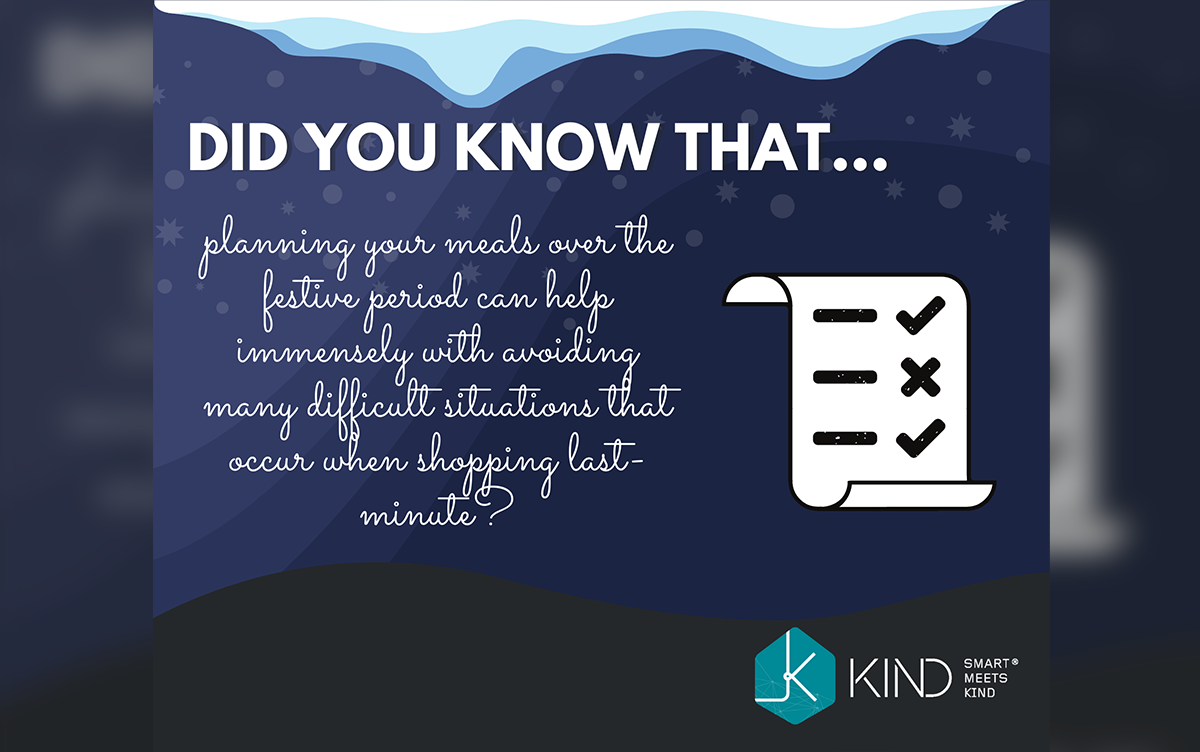 DID YOU KNOW THAT...
planning your meals over the
festive period can help
immensely with avoiding
many difficult situations that
occur when shopping last-
minute?
KIND
SMART®
MEETS
KIND